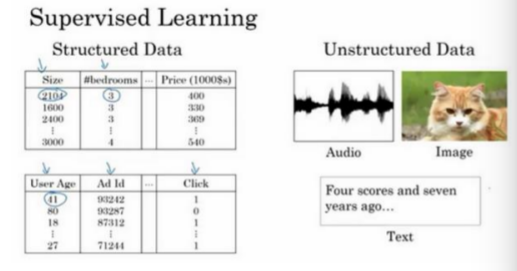 Supervised Learning
Structured Data
Size #bedrooms ... Price (1000$s)
2104 3 400
1600 3 330
2400 3 369
⋮ ⋮ ⋮
3000 4 540
User Age Ad Id ... Click
41 93242 1
80 93287 0
18 87312 1
⋮ ⋮ ⋮
27 71244 1
Unstructured Data
Audio Image
Four scores and seven
years ago...
Text